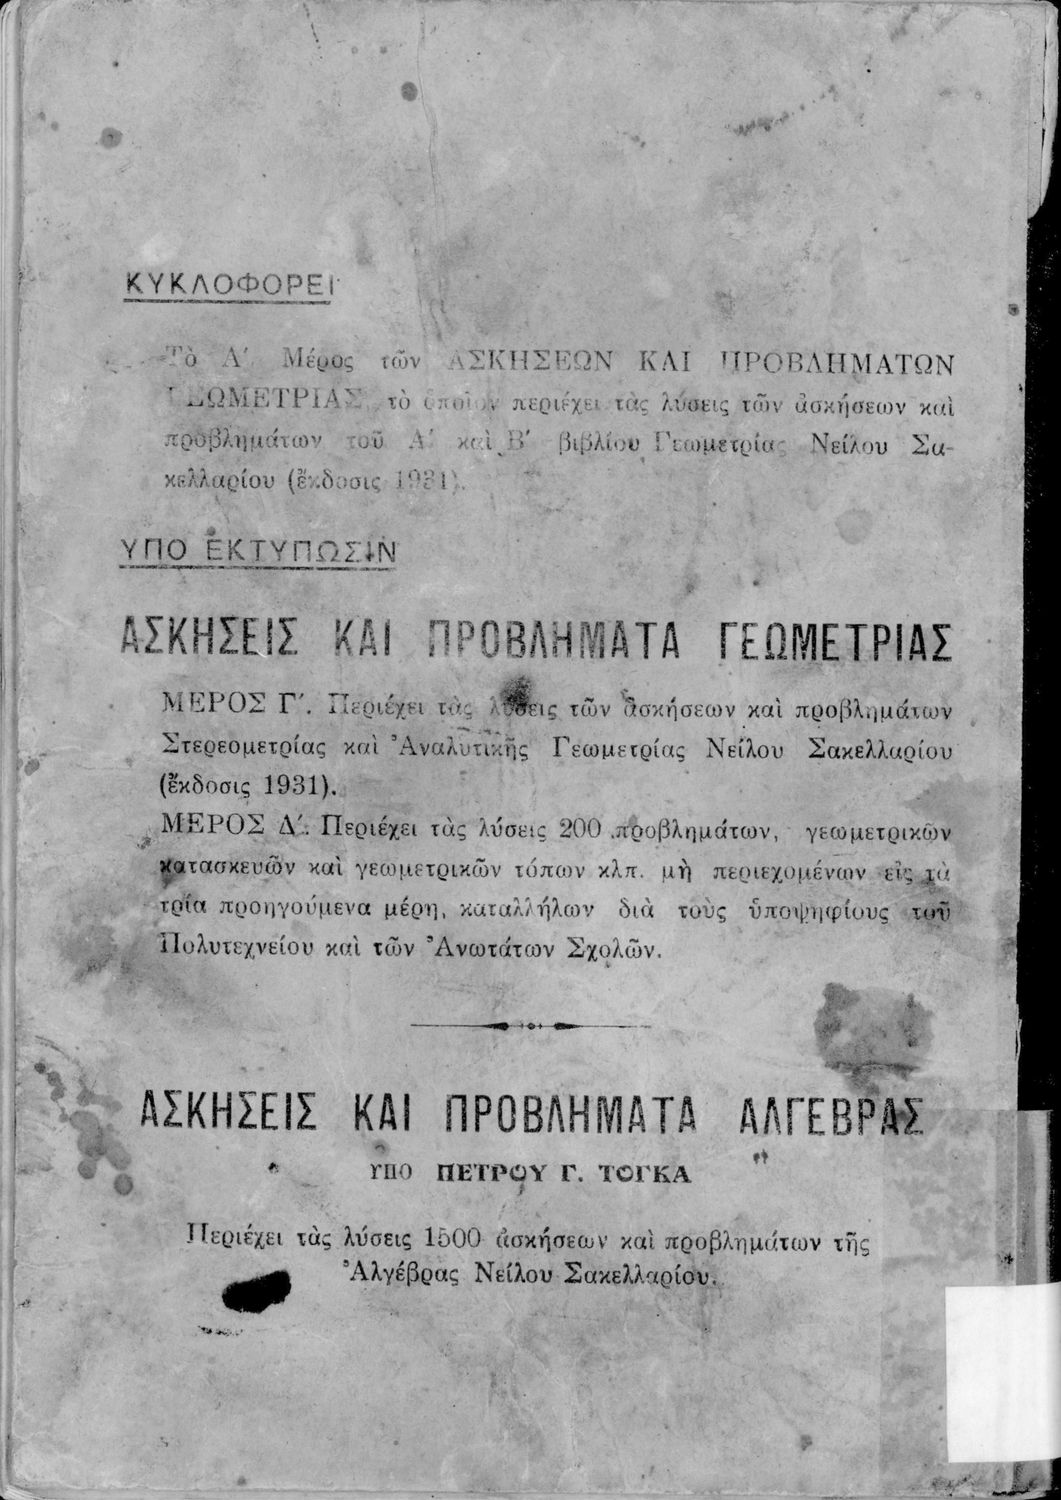 ΚΥΚΛΟΦΟΡΕΙ
Τὸ Α΄ Μέρος τῶν ΑΣΚΗΣΕΩΝ ΚΑΙ ΠΡΟΒΛΗΜΑΤΩΝ
ΓΕΩΜΕΤΡΙΑΣ, τὸ ὁποῖον περιέχει τὰς λύσεις τῶν ἀσκήσεων καὶ
προβλημάτων τοῦ Α΄ καὶ Β΄ βιβλίου Γεωμετρίας Νείλου Σα-
κελλαρίου (ἔκδοσις 1931).
ΥΠΟ ΕΚΤΥΠΩΣΙΝ
ΑΣΚΗΣΕΙΣ ΚΑΙ ΠΡΟΒΛΗΜΑΤΑ ΓΕΩΜΕΤΡΙΑΣ
ΜΕΡΟΣ Γ΄. Περιέχει τὰς λύσεις τῶν ἀσκήσεων καὶ προβλημάτων
Στερεομετρίας καὶ Ἀναλυτικῆς Γεωμετρίας Νείλου Σακελλαρίου
(ἔκδοσις 1931).
ΜΕΡΟΣ Δ΄. Περιέχει τὰς λύσεις 200 προβλημάτων, γεωμετρικῶν
κατασκευῶν καὶ γεωμετρικῶν τόπων κλπ. μὴ περιεχομένων εἰς τὰ
τρία προηγούμενα μέρη, καταλλήλων διὰ τοὺς ὑποψηφίους τοῦ
Πολυτεχνείου καὶ τῶν Ἀνωτάτων Σχολῶν.
ΑΣΚΗΣΕΙΣ ΚΑΙ ΠΡΟΒΛΗΜΑΤΑ ΑΛΓΕΒΡΑΣ
ΥΠΟ ΠΕΤΡΟΥ Γ. ΤΟΓΚΑ
Περιέχει τὰς λύσεις 1500 ἀσκήσεων καὶ προβλημάτων τῆς
Ἀλγέβρας Νείλου Σακελλαρίου.